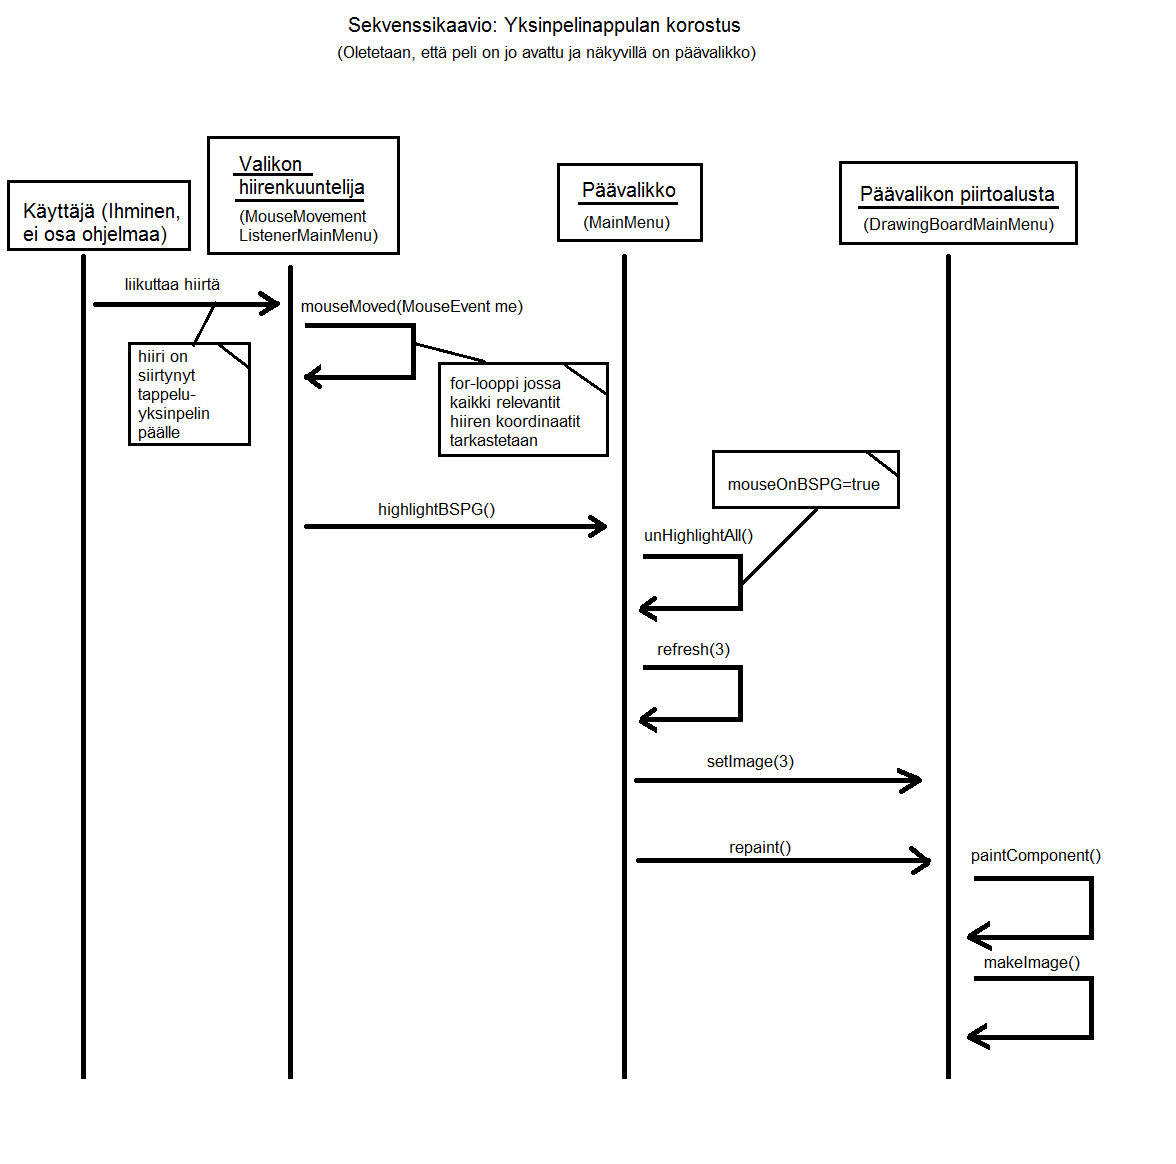 Sekvenssikaavio: Yksinpelinappulan korostus
(Oletetaan, että peli on jo avattu ja näkyvillä on päävalikko)
Käyttäjä (Ihminen,
ei osa ohjelmaa)
Valikon
hiirenkuuntelija
(MouseMovement
ListenerMainMenu)
Päävalikko
(MainMenu)
Päävalikon piirtoalusta
(DrawingBoardMainMenu)
liikuttaa hiirtä
hiiri on
siirtynyt
tappelu-
yksinpelin
päälle
mouseMoved(MouseEvent me)
for-looppi jossa
kaikki relevantit
hiiren koordinaatit
tarkastetaan
highlightBSPG()
mouseOnBSPG=true
unHighlightAll()
refresh(3)
setImage(3)
repaint()
paintComponent()
makeImage()